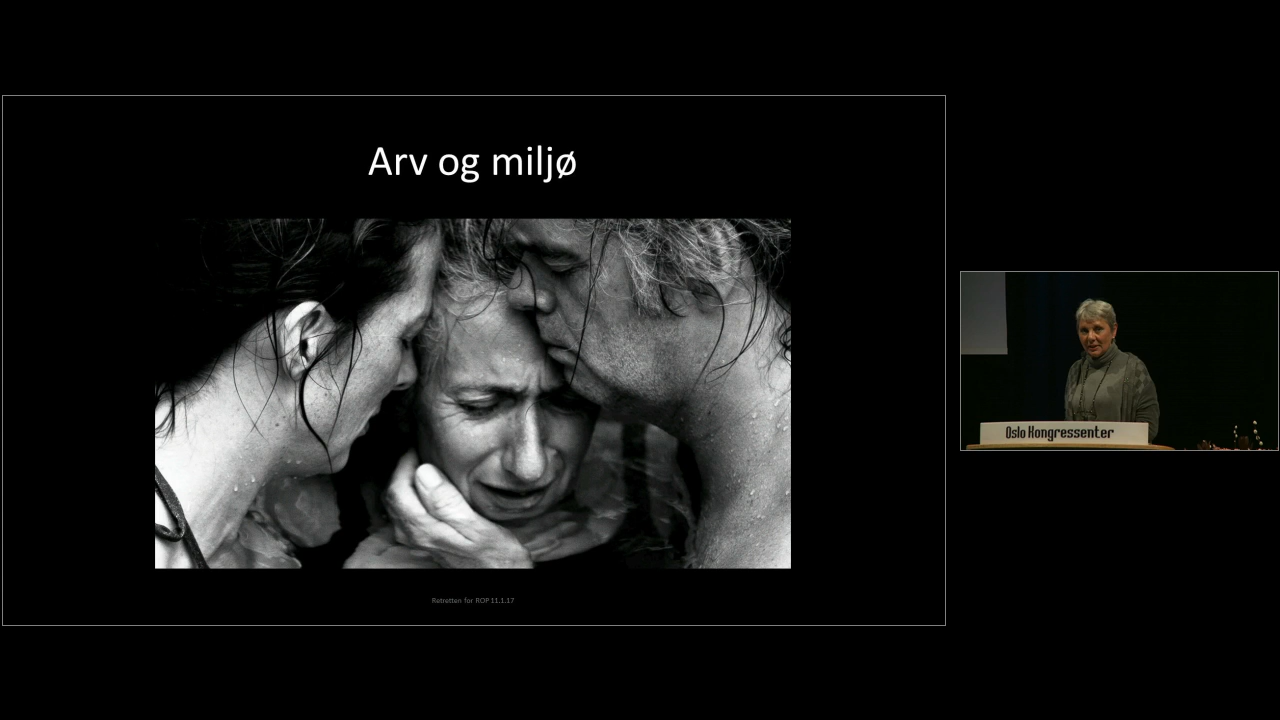 Arv og miljø
Retretten for ROP 11.1.17
Oslo Kongressenter